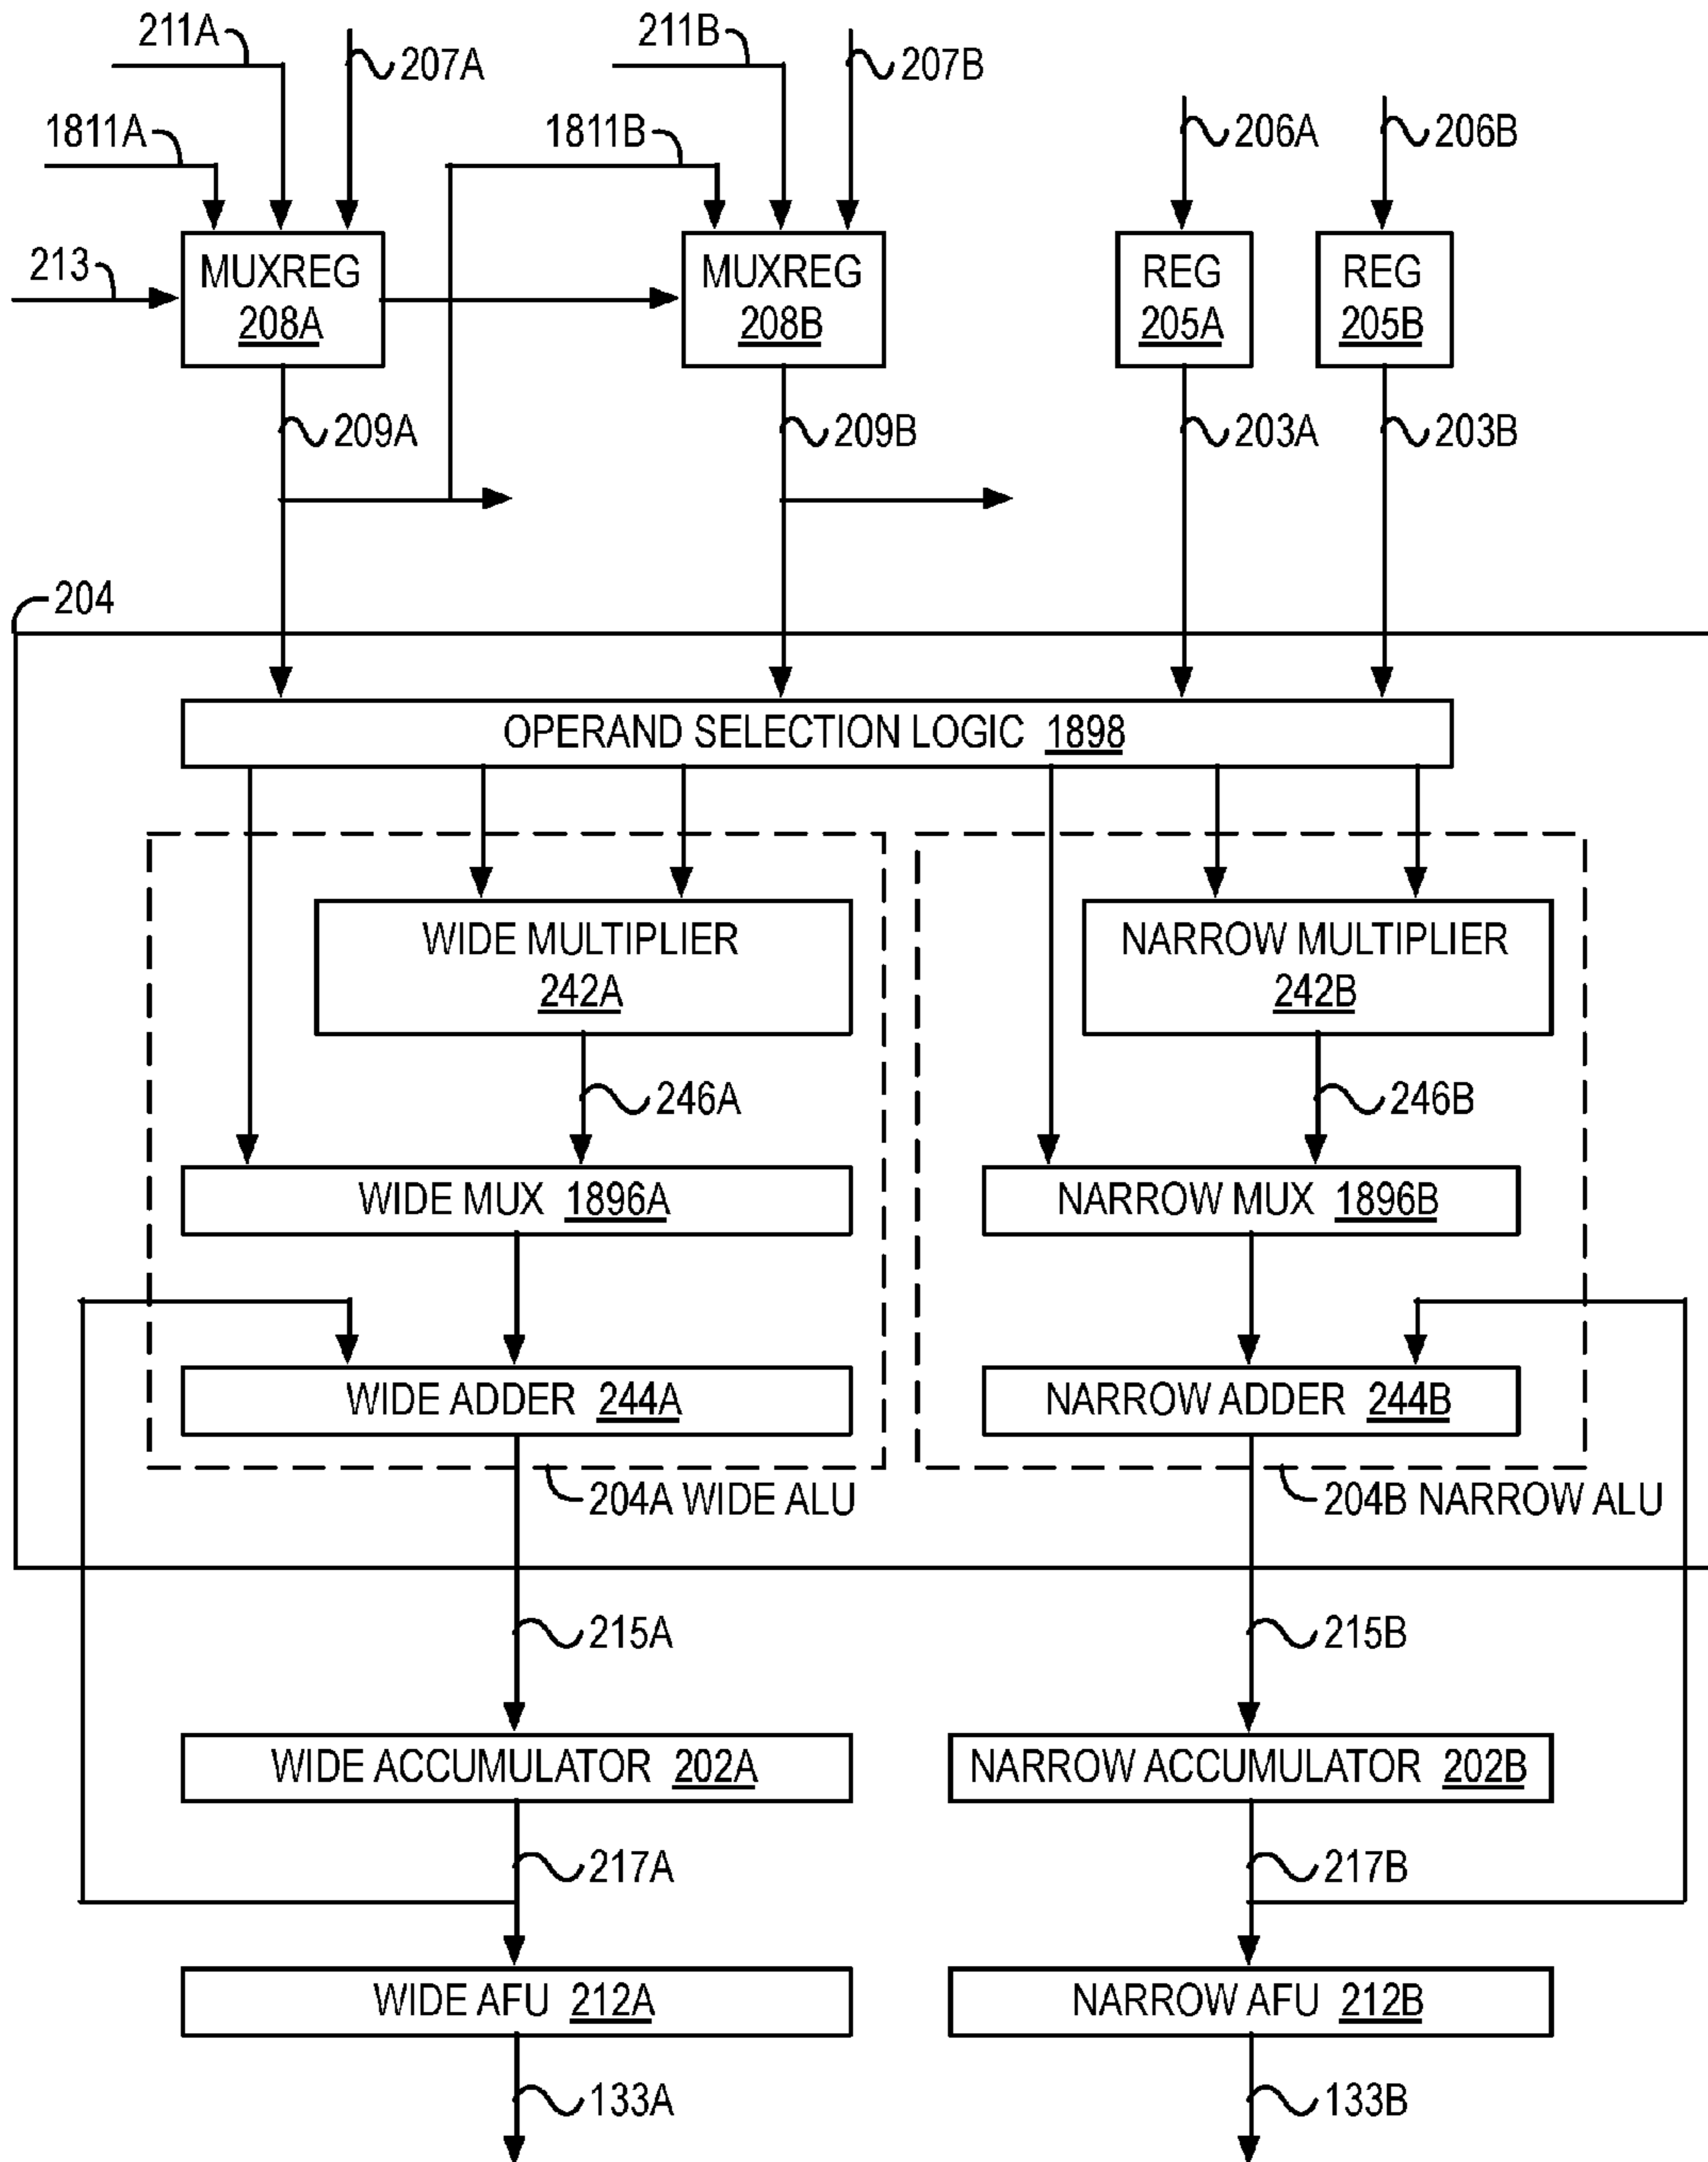 211A
207A
211B
207B
1811A
1811B
206A
206B
213
MUXREG
208A
MUXREG
208B
REG
205A
REG
205B
209A
209B
203A
203B
204
OPERAND SELECTION LOGIC 1898
WIDE MULTIPLIER
242A
NARROW MULTIPLIER
242B
246A
246B
WIDE MUX 1896A
NARROW MUX 1896B
WIDE ADDER 244A
NARROW ADDER 244B
204A WIDE ALU
204B NARROW ALU
215A
215B
WIDE ACCUMULATOR 202A
NARROW ACCUMULATOR 202B
217A
217B
WIDE AFU 212A
NARROW AFU 212B
133A
133B